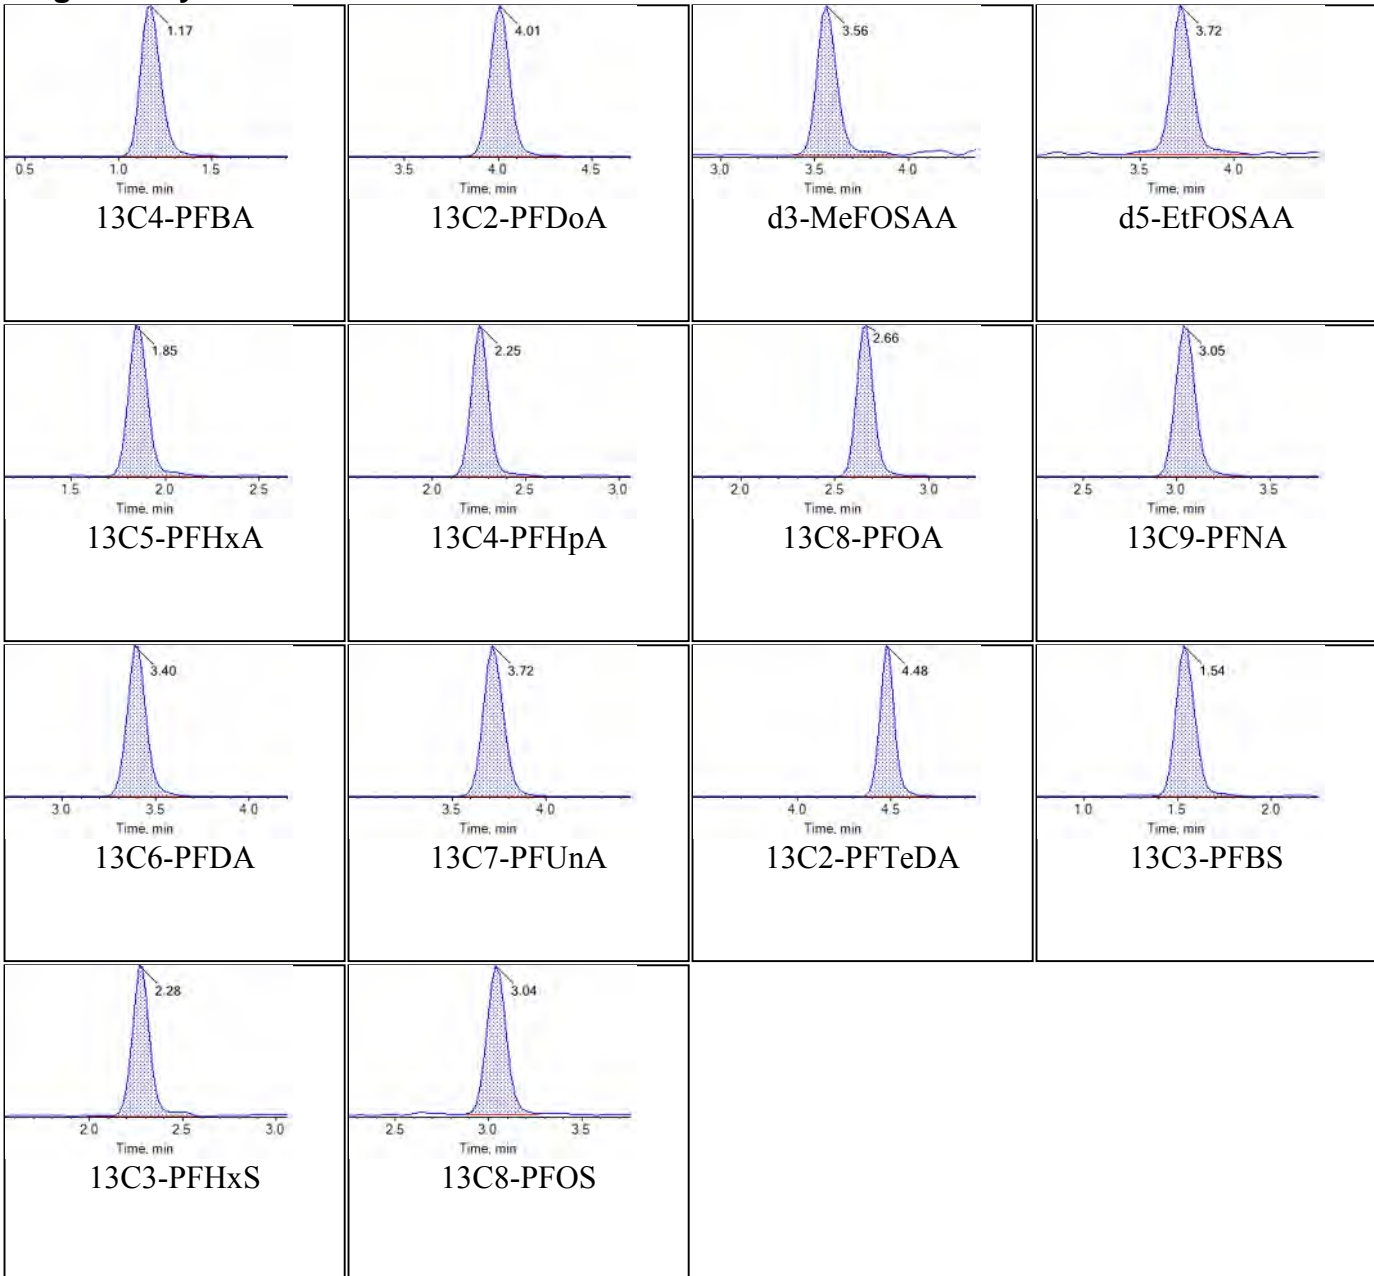 1.17 4.01 3.56 3.72
0.5 1.0 1.5 3.5 4.0 4.5 3.0 3.5 4.0 3.5 4.0
Time, min Time, min Time, min Time, min
13C4-PFBA 13C2-PFDoA d3-MeFOSAA d5-EtFOSAA
1.85 2.25 2.66 3.05
1.5 2.0 2.5 2.0 2.5 3.0 2.0 2.5 3.0 2.5 3.0 3.5
Time, min Time, min Time, min Time, min
13C5-PFHxA 13C4-PFHpA 13C8-PFOA 13C9-PFNA
3.40 3.72 4.48 1.54
3.0 3.5 4.0 3.5 4.0 4.0 4.5 1.0 1.5 2.0
Time, min Time, min Time, min Time, min
13C6-PFDA 13C7-PFUnA 13C2-PFTeDA 13C3-PFBS
2.28 3.04
2.0 2.5 3.0 2.5 3.0 3.5
Time, min Time, min
13C3-PFHxS 13C8-PFOS